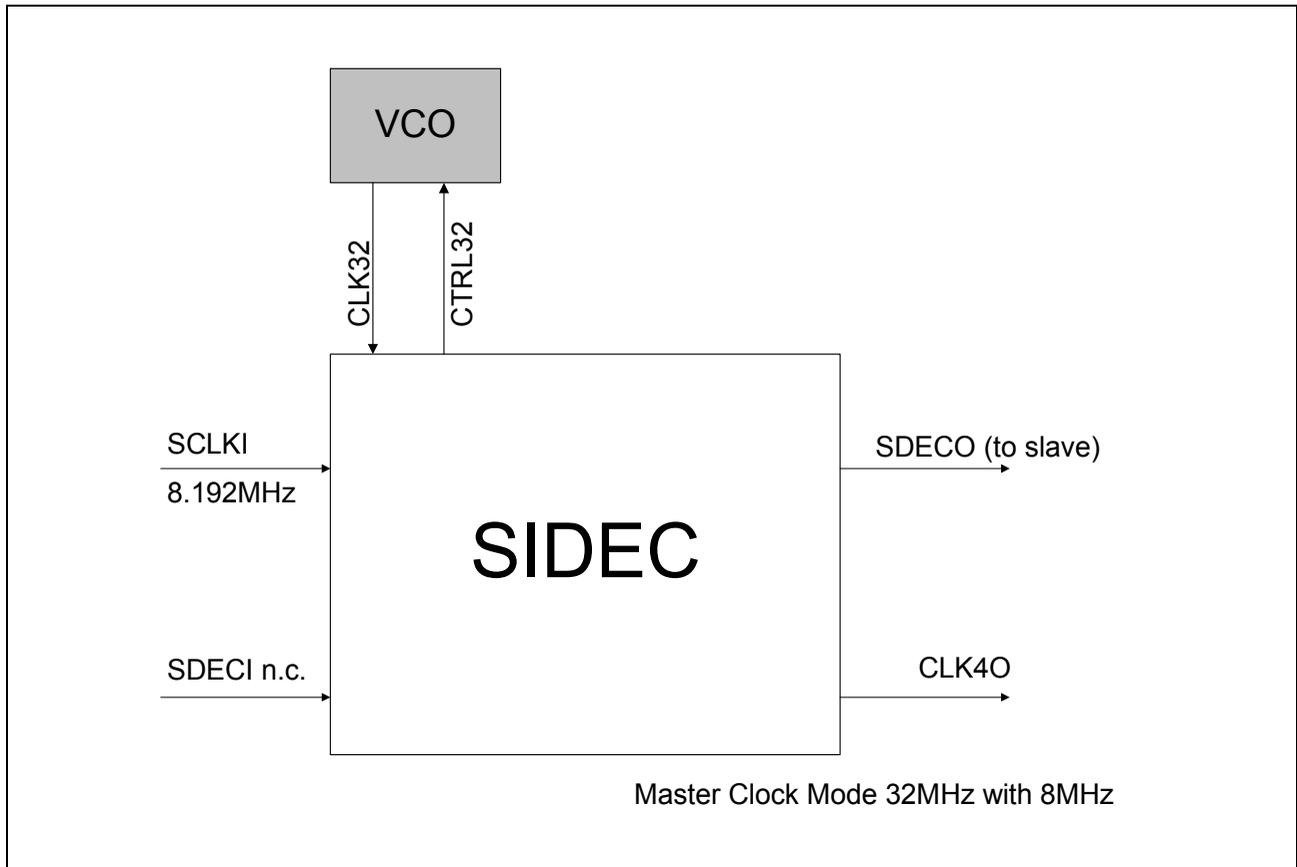 VCO
CLK32
CTRL32
SCLKI
8.192MHz
SDECO (to slave)
SIDEC
SDECI n.c.
CLK4O
Master Clock Mode 32MHz with 8MHz